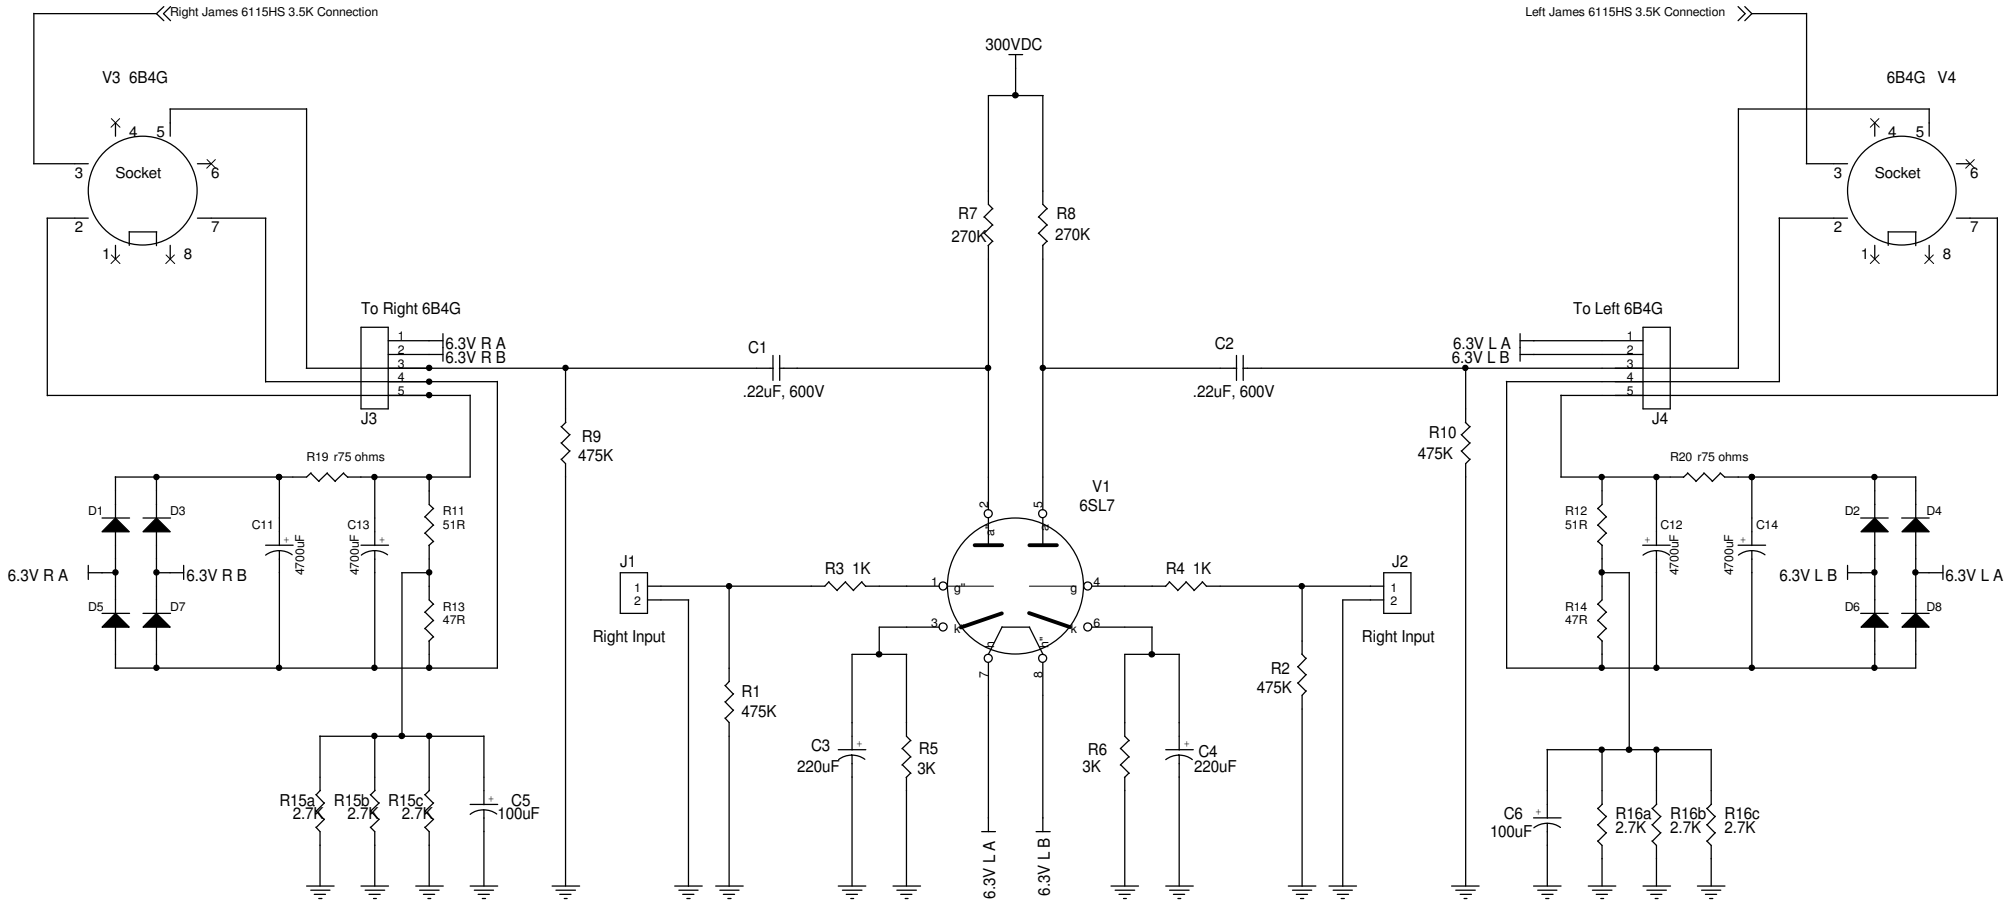 Right James 6115HS 3.5K Connection
Left James 6115HS 3.5K Connection
300VDC
V3 6B4G
6B4G V4
4 5
Socket
3
6
2
7
1
8
4 5
Socket
3
6
2
7
1
8
R7
270K
R8
270K
To Right 6B4G
1
2
3
4
5
6.3V R A
6.3V R B
J3
To Left 6B4G
6.3V L A
6.3V L B
1
2
3
4
5
J4
C1
.22uF, 600V
C2
.22uF, 600V
R9
475K
R10
475K
R19 r75 ohms
D1
D3
C11
4700uF
+
C13
4700uF
+
R11
51R
6.3V R A
6.3V R B
D5
D7
R13
47R
R20 r75 ohms
R12
51R
C12
4700uF
+
C14
4700uF
+
D2
D4
6.3V L B
6.3V L A
R14
47R
D6
D8
V1
6SL7
2
5
a
a
J1
1
2
Right Input
R3 1K
1
g"
g
4
R4 1K
J2
1
2
Right Input
3
k
k
6
h
h"
7
8
R1
475K
R2
475K
C3
220uF
+
R5
3K
R6
3K
C4
220uF
+
R15a
2.7K
R15b
2.7K
R15c
2.7K
C5
100uF
+
6.3V L A
6.3V L B
C6
100uF
+
R16a
2.7K
R16b
2.7K
R16c
2.7K